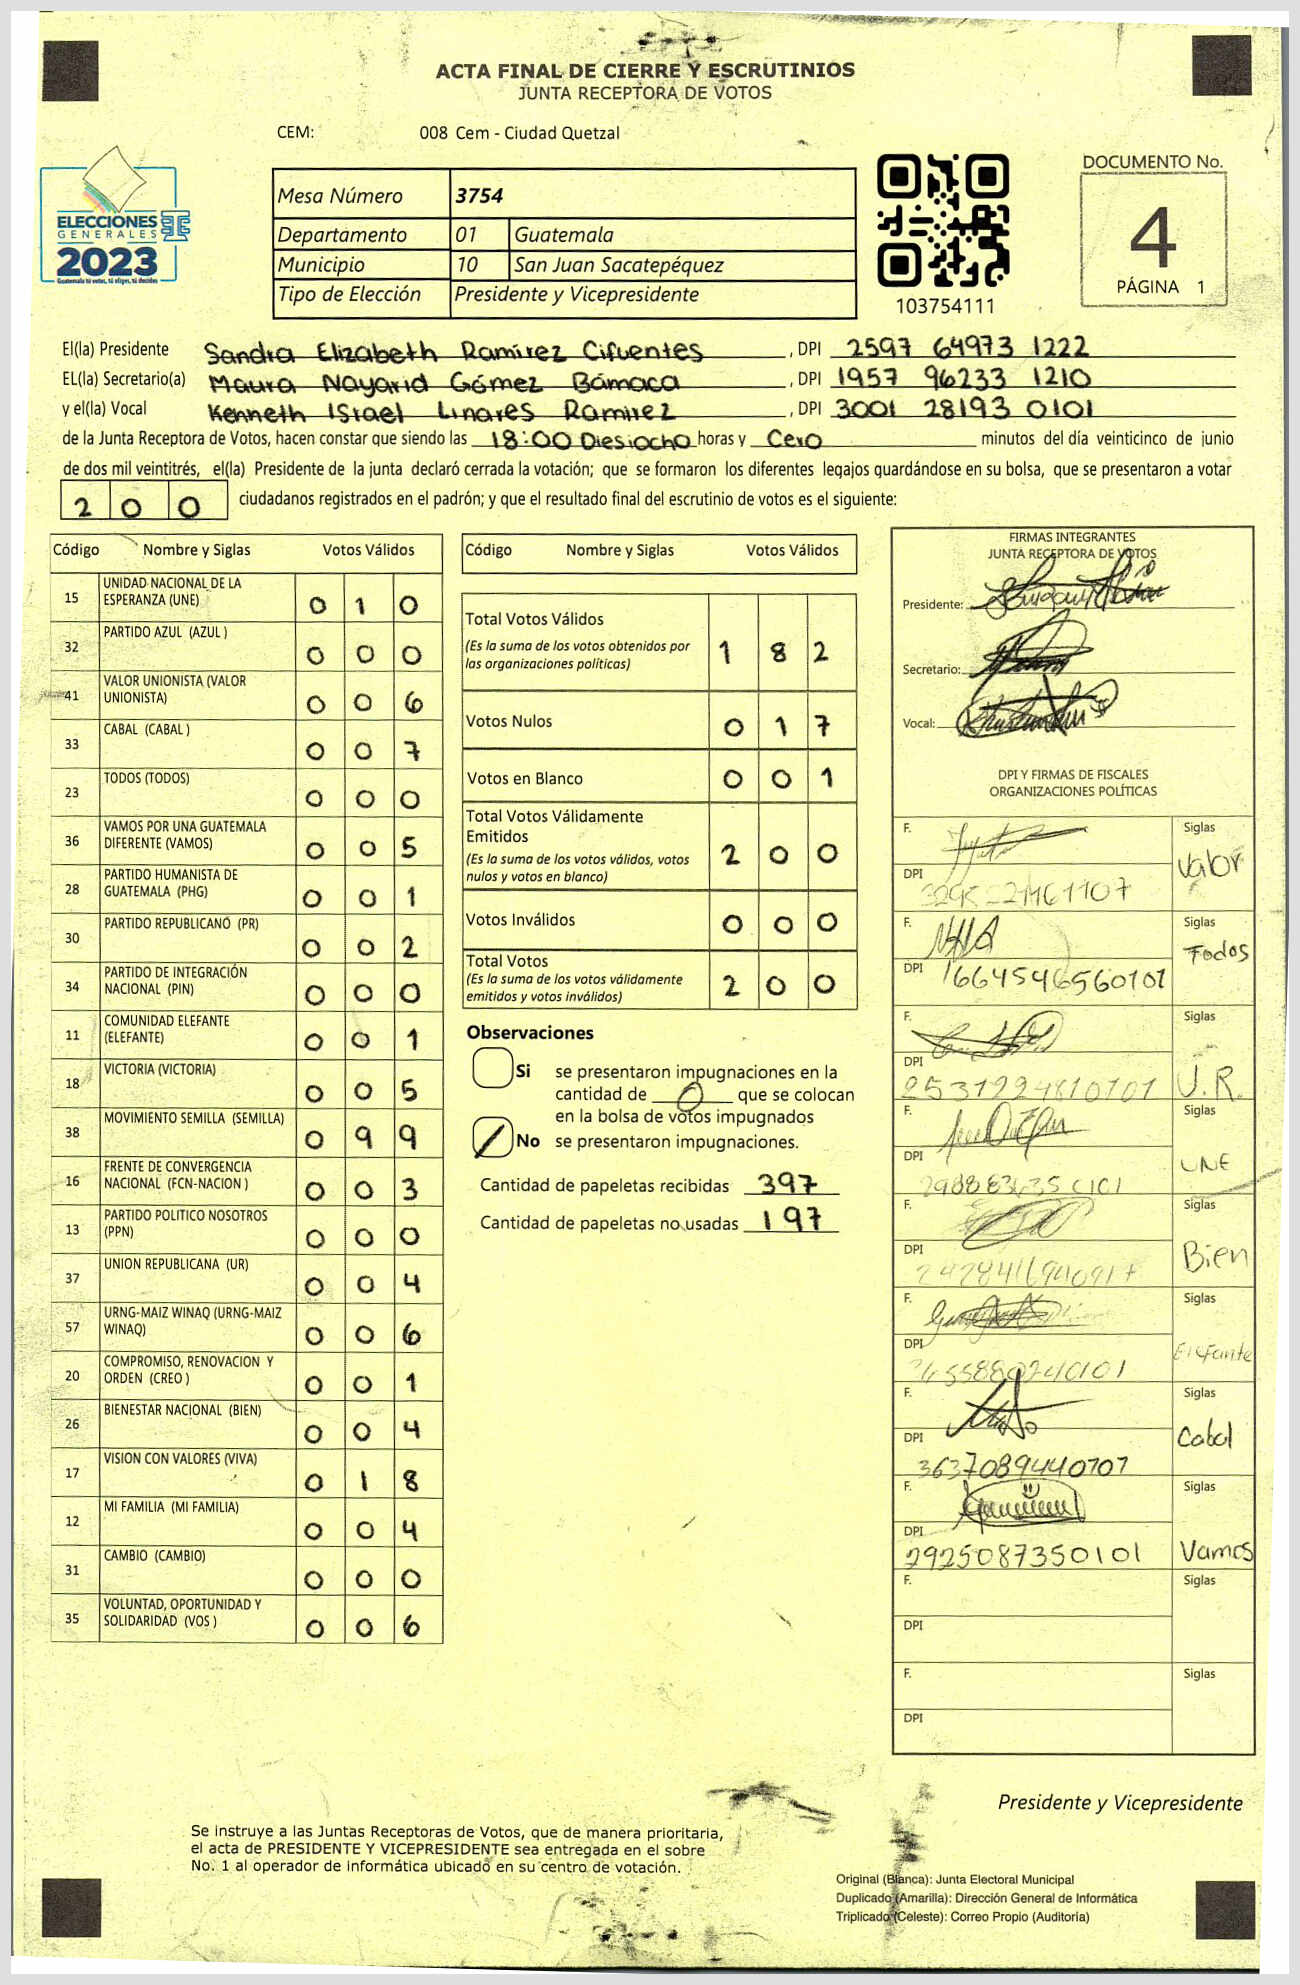 ACTA FINAL DE CIERRE Y ESCRUTINIOS
JUNTA RECEPTORA DE VOTOS
CEM: 008 Cem - Ciudad Quetzal
ELECCIONES
GENERALES
2023
Guatemala tú votas, tú eliges, tú decides
Mesa Número 3754
Departamento 01 Guatemala
Municipio 10 San Juan Sacatepéquez
Tipo de Elección Presidente y Vicepresidente
103754111
DOCUMENTO No.
4
PÁGINA 1
El(la) Presidente Sandra Elizabeth Ramirez Cifuentes, DPI 2597 64973 1222
EL(la) Secretario(a) Maura Nayarid Gómez Bámaca, DPI 1957 96233 1210
y el(la) Vocal Kenneth Israel Linares Ramirez, DPI 3001 28193 0101
de la Junta Receptora de Votos, hacen constar que siendo las 18:00 Diesiocho horas y Cero minutos del día veinticinco de junio
de dos mil veintitrés, el(la) Presidente de la junta declaró cerrada la votación; que se formaron los diferentes legajos guardándose en su bolsa, que se presentaron a votar
2 0 0 ciudadanos registrados en el padrón; y que el resultado final del escrutinio de votos es el siguiente:
Código Nombre y Siglas Votos Válidos
15 UNIDAD NACIONAL DE LA ESPERANZA (UNE) 0 1 0
32 PARTIDO AZUL (AZUL ) 0 0 0
41 VALOR UNIONISTA (VALOR UNIONISTA) 0 0 6
33 CABAL (CABAL ) 0 0 7
23 TODOS (TODOS) 0 0 0
36 VAMOS POR UNA GUATEMALA DIFERENTE (VAMOS) 0 0 5
28 PARTIDO HUMANISTA DE GUATEMALA (PHG) 0 0 1
30 PARTIDO REPUBLICANO (PR) 0 0 2
34 PARTIDO DE INTEGRACIÓN NACIONAL (PIN) 0 0 0
11 COMUNIDAD ELEFANTE (ELEFANTE) 0 0 1
18 VICTORIA (VICTORIA) 0 0 5
38 MOVIMIENTO SEMILLA (SEMILLA) 0 9 9
16 FRENTE DE CONVERGENCIA NACIONAL (FCN-NACION ) 0 0 3
13 PARTIDO POLITICO NOSOTROS (PPN) 0 0 0
37 UNION REPUBLICANA (UR) 0 0 4
57 URNG-MAIZ WINAQ (URNG-MAIZ WINAQ) 0 0 6
20 COMPROMISO, RENOVACION Y ORDEN (CREO ) 0 0 1
26 BIENESTAR NACIONAL (BIEN) 0 0 4
17 VISION CON VALORES (VIVA) 0 1 8
12 MI FAMILIA (MI FAMILIA) 0 0 4
31 CAMBIO (CAMBIO) 0 0 0
35 VOLUNTAD, OPORTUNIDAD Y SOLIDARIDAD (VOS ) 0 0 6
Código Nombre y Siglas Votos Válidos
Total Votos Válidos
(Es la suma de los votos obtenidos por las organizaciones políticas) 1 8 2
Votos Nulos 0 1 7
Votos en Blanco 0 0 1
Total Votos Válidamente Emitidos
(Es la suma de los votos válidos, votos nulos y votos en blanco) 2 0 0
Votos Inválidos 0 0 0
Total Votos
(Es la suma de los votos válidamente emitidos y votos inválidos) 2 0 0
Observaciones
Si se presentaron impugnaciones en la
cantidad de 0 que se colocan
en la bolsa de votos impugnados
No se presentaron impugnaciones.
Cantidad de papeletas recibidas 397
Cantidad de papeletas no usadas 197
FIRMAS INTEGRANTES
JUNTA RECEPTORA DE VOTOS
Presidente:
Secretario:
Vocal:
DPI Y FIRMAS DE FISCALES
ORGANIZACIONES POLÍTICAS
F. Siglas
DPI Valor
F. Siglas
DPI 1664546560101 Todos
F. Siglas
DPI 2531224810101 U.R.
F. Siglas
DPI UNE
F. Siglas
DPI Bien
F. Siglas
DPI Elefante
F. Siglas
DPI 3637089440101 Cabal
F. Siglas
DPI 2925087350101 Vamos
F. Siglas
DPI
F. Siglas
DPI
Presidente y Vicepresidente
Se instruye a las Juntas Receptoras de Votos, que de manera prioritaria,
el acta de PRESIDENTE Y VICEPRESIDENTE sea entregada en el sobre
No. 1 al operador de informática ubicado en su centro de votación.
Original (Blanca): Junta Electoral Municipal
Duplicado (Amarilla): Dirección General de Informática
Triplicado (Celeste): Correo Propio (Auditoría)